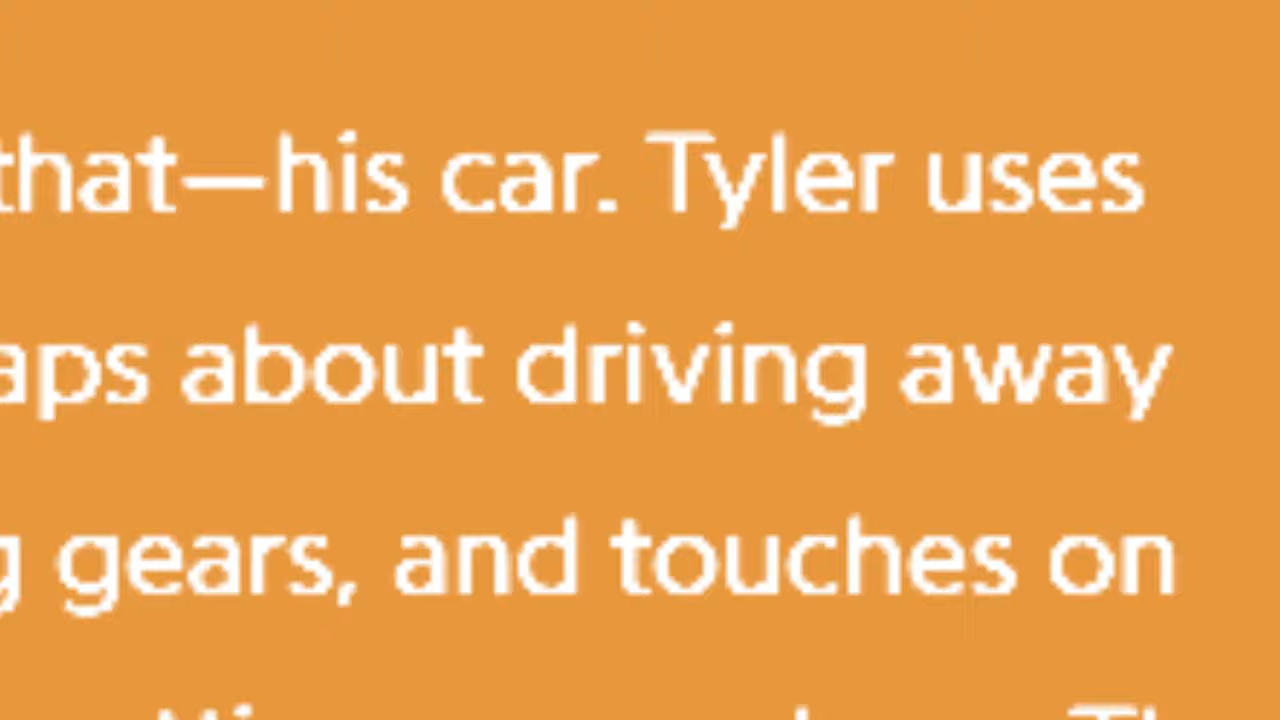 that—his car. Tyler uses
aps about driving away
g gears, and touches on